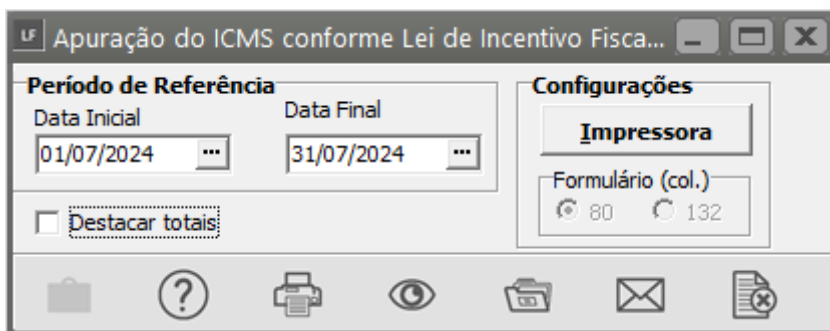 LF Apuração do ICMS conforme Lei de Incentivo Fisca...
Período de Referência
Data Inicial
Data Final
01/07/2024 ...
31/07/2024 ...
Destacar totais
Configurações
Impressora
Formulário (col.)
80 132